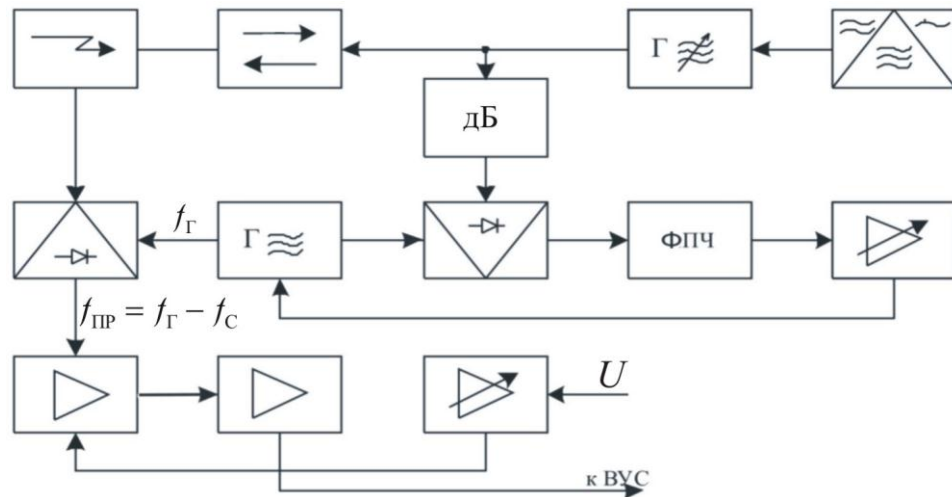 Г
дБ
f_Г
Г
ФПЧ
f_ПР = f_Г − f_С
U
к ВУС